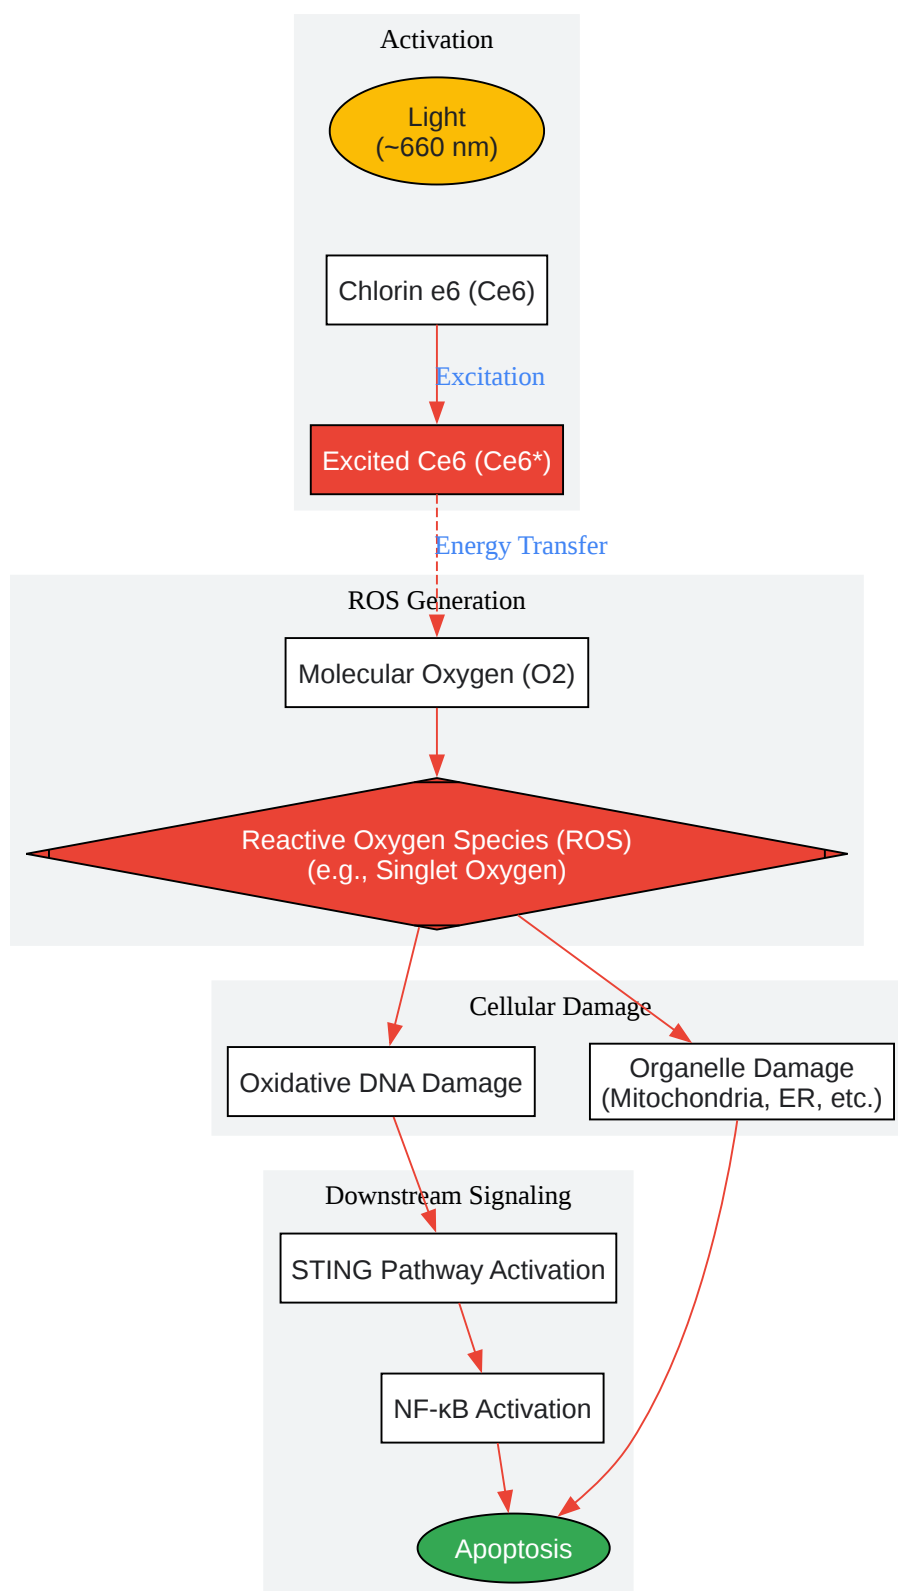 Activation
Light
(~660 nm)
Chlorin e6 (Ce6)
Excitation
Excited Ce6 (Ce6*)
Energy Transfer
ROS Generation
Molecular Oxygen (O2)
Reactive Oxygen Species (ROS)
(e.g., Singlet Oxygen)
Cellular Damage
Oxidative DNA Damage
Organelle Damage
(Mitochondria, ER, etc.)
Downstream Signaling
STING Pathway Activation
NF-κB Activation
Apoptosis